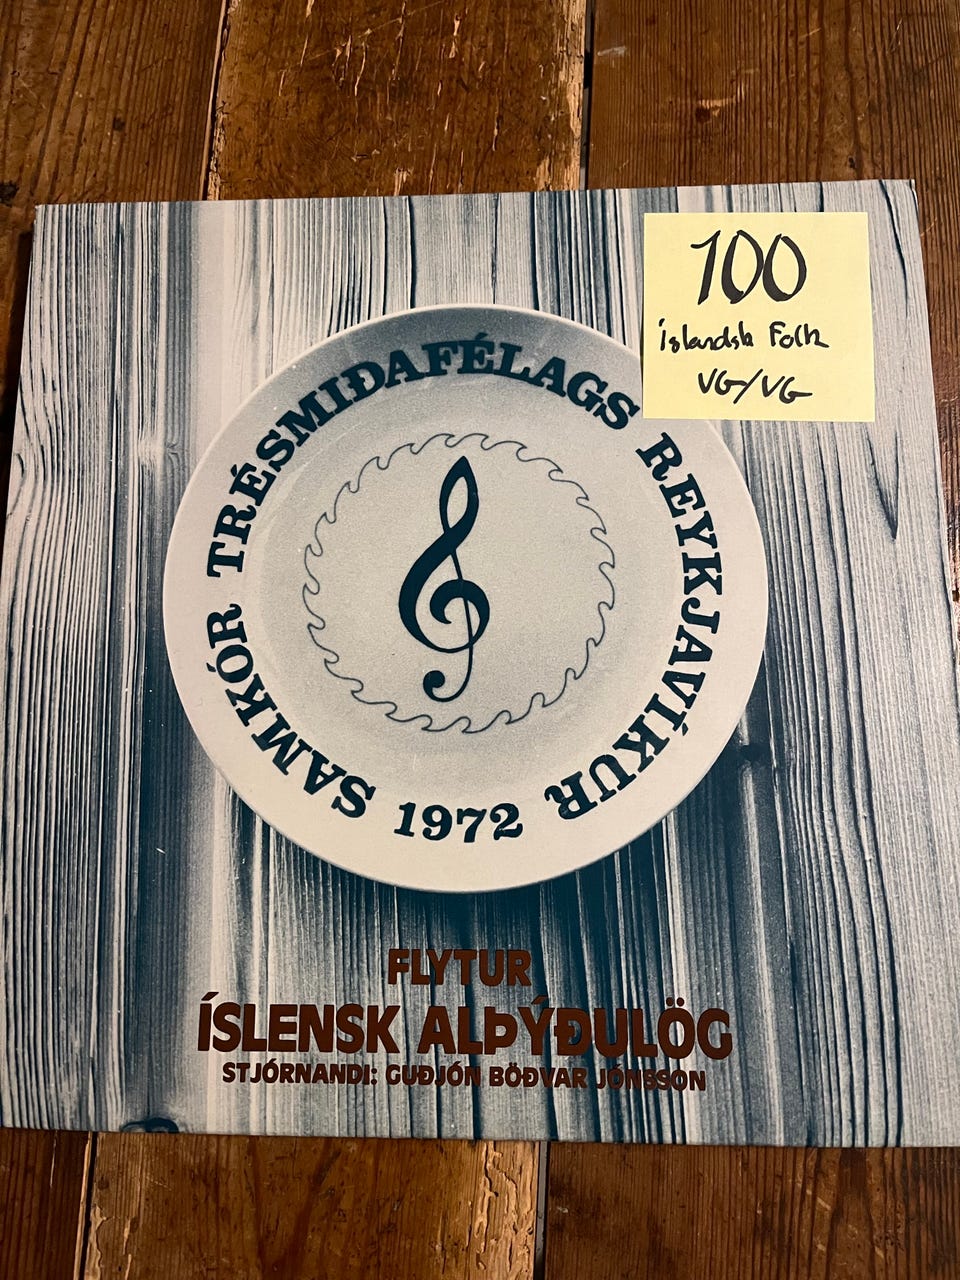 100
Íslandsk Folk
VG/VG
SAMKÓR TRÉSMIÐAFÉLAGS REYKJAVÍKUR
1972
FLYTUR
ÍSLENSK ALÞÝÐULÖG
STJÓRNANDI: GUÐJÓN BÖÐVAR JÓNSSON